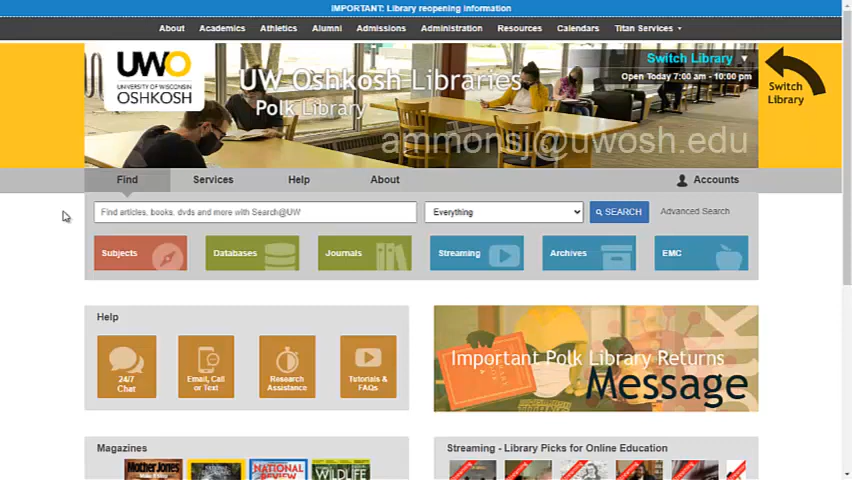 IMPORTANT: Library reopening information
About Academics Athletics Alumni Admissions Administration Resources Calendars Titan Services
UWO
UNIVERSITY OF WISCONSIN
OSHKOSH
UW Oshkosh Libraries
Polk Library
Switch Library
Open Today 7:00 am - 10:00 pm
Switch
Library
ammonsj@uwosh.edu
Find Services Help About Accounts
Find articles, books, dvds and more with Search@UW Everything SEARCH Advanced Search
Subjects Databases Journals Streaming Archives EMC
Help
24/7
Chat
Email, Call
or Text
Research
Assistance
Tutorials &
FAQs
Important Polk Library Returns
Message
Magazines
Streaming - Library Picks for Online Education
Mother Jones
NATIONAL
REVIEW
WILDLIFE